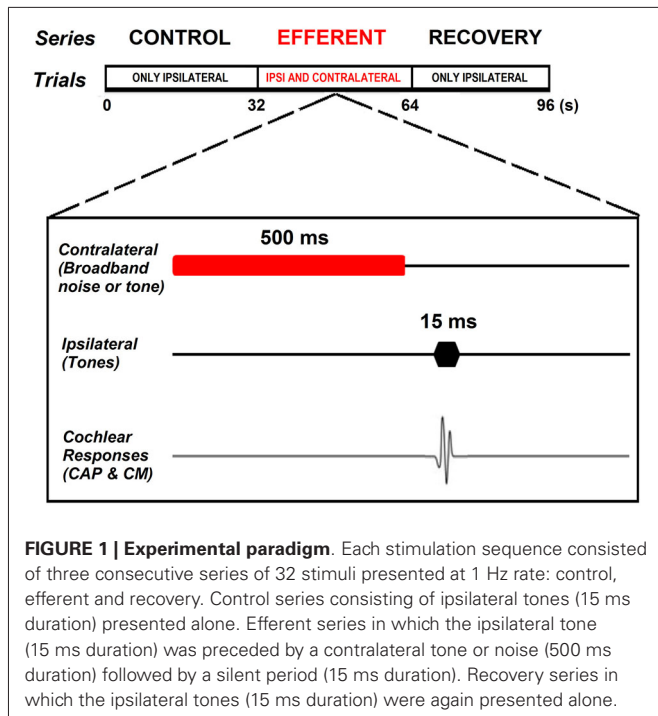 Series CONTROL EFFERENT RECOVERY
Trials ONLY IPSILATERAL IPSI AND CONTRALATERAL ONLY IPSILATERAL
0 32 64 96 (s)
500 ms
Contralateral
(Broadband
noise or tone)
15 ms
Ipsilateral
(Tones)
Cochlear
Responses
(CAP & CM)
FIGURE 1 | Experimental paradigm. Each stimulation sequence consisted
of three consecutive series of 32 stimuli presented at 1 Hz rate: control,
efferent and recovery. Control series consisting of ipsilateral tones (15 ms
duration) presented alone. Efferent series in which the ipsilateral tone
(15 ms duration) was preceded by a contralateral tone or noise (500 ms
duration) followed by a silent period (15 ms duration). Recovery series in
which the ipsilateral tones (15 ms duration) were again presented alone.